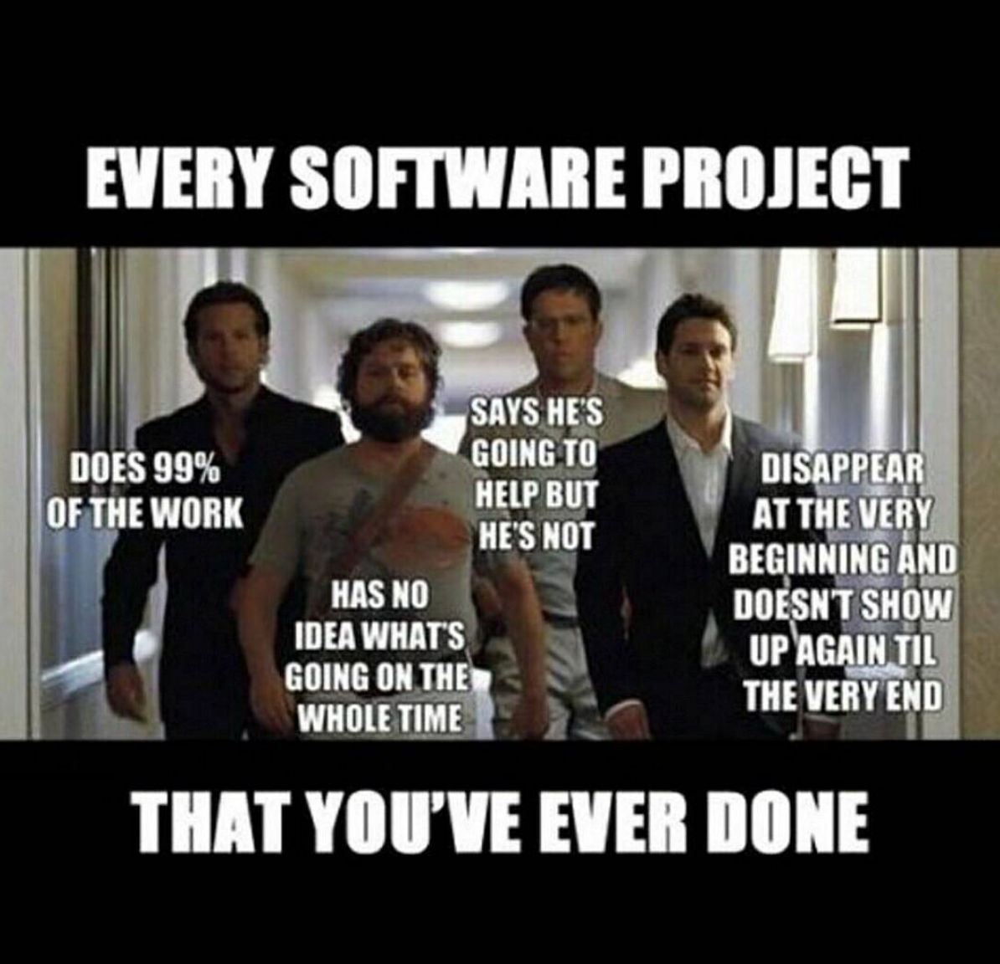 EVERY SOFTWARE PROJECT
DOES 99%
OF THE WORK
HAS NO
IDEA WHAT'S
GOING ON THE
WHOLE TIME
SAYS HE'S
GOING TO
HELP BUT
HE'S NOT
DISAPPEAR
AT THE VERY
BEGINNING AND
DOESN'T SHOW
UP AGAIN TIL
THE VERY END
THAT YOU'VE EVER DONE